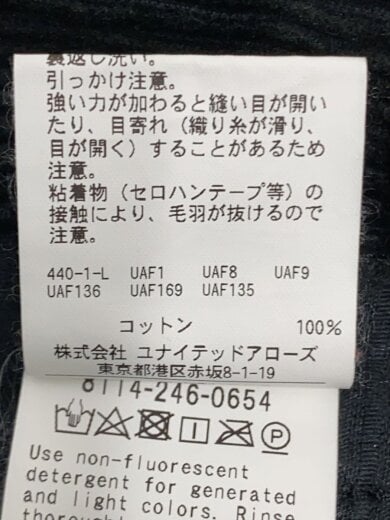 裏返し洗い。
引っかけ注意。
強い力が加わると縫い目が開い
たり、目寄れ（織り糸が滑り、
目が開く）することがあるため
注意。
粘着物（セロハンテープ等）の
接触により、毛羽が抜けるので
注意。
440-1-L UAF1 UAF8 UAF9
UAF136 UAF169 UAF135
コットン 100%
株式会社 ユナイテッドアローズ
東京都港区赤坂8-1-19
8114-246-0654
P
Use non-fluorescent
detergent for generated
and light colors. Rinse